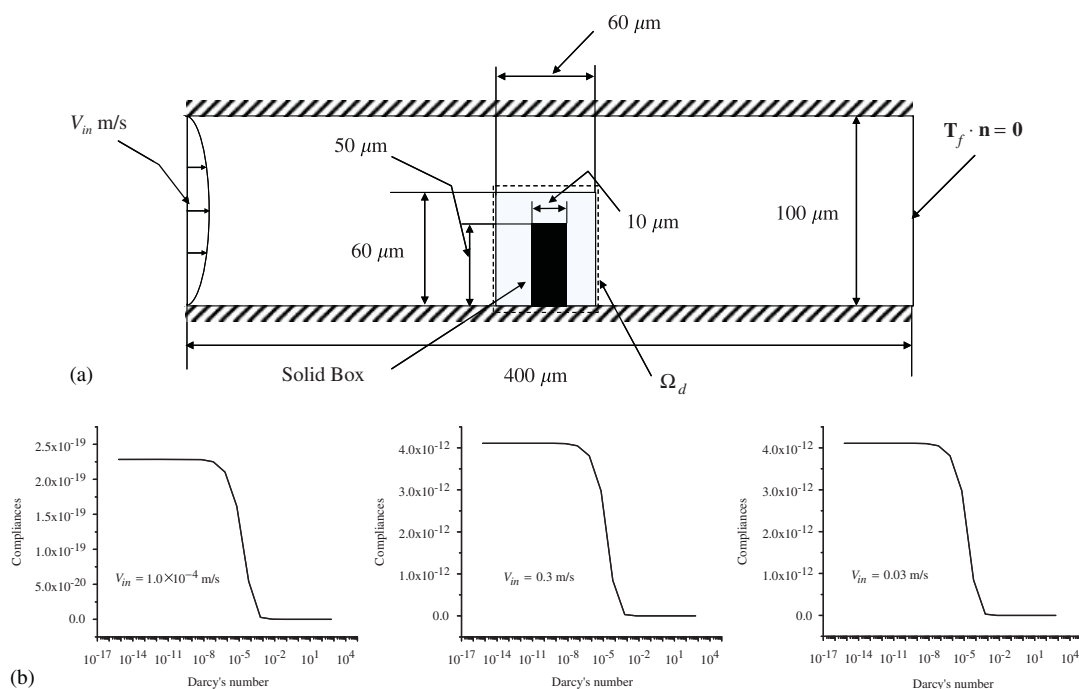 60 μm
V_in m/s
T_f · n = 0
50 μm
10 μm
100 μm
60 μm
Solid Box
400 μm
Ω_d
(a)
2.5x10^-19
2.0x10^-19
1.5x10^-19
1.0x10^-19
5.0x10^-20
0.0
Compliances
V_in = 1.0×10^−4 m/s
10^-17 10^-14 10^-11 10^-8 10^-5 10^-2 10^1 10^4
Darcy's number
4.0x10^-12
3.0x10^-12
2.0x10^-12
1.0x10^-12
0.0
Compliances
V_in = 0.3 m/s
10^-17 10^-14 10^-11 10^-8 10^-5 10^-2 10^1 10^4
Darcy's number
4.0x10^-12
3.0x10^-12
2.0x10^-12
1.0x10^-12
0.0
Compliances
V_in = 0.03 m/s
10^-17 10^-14 10^-11 10^-8 10^-5 10^-2 10^1 10^4
Darcy's number
(b)